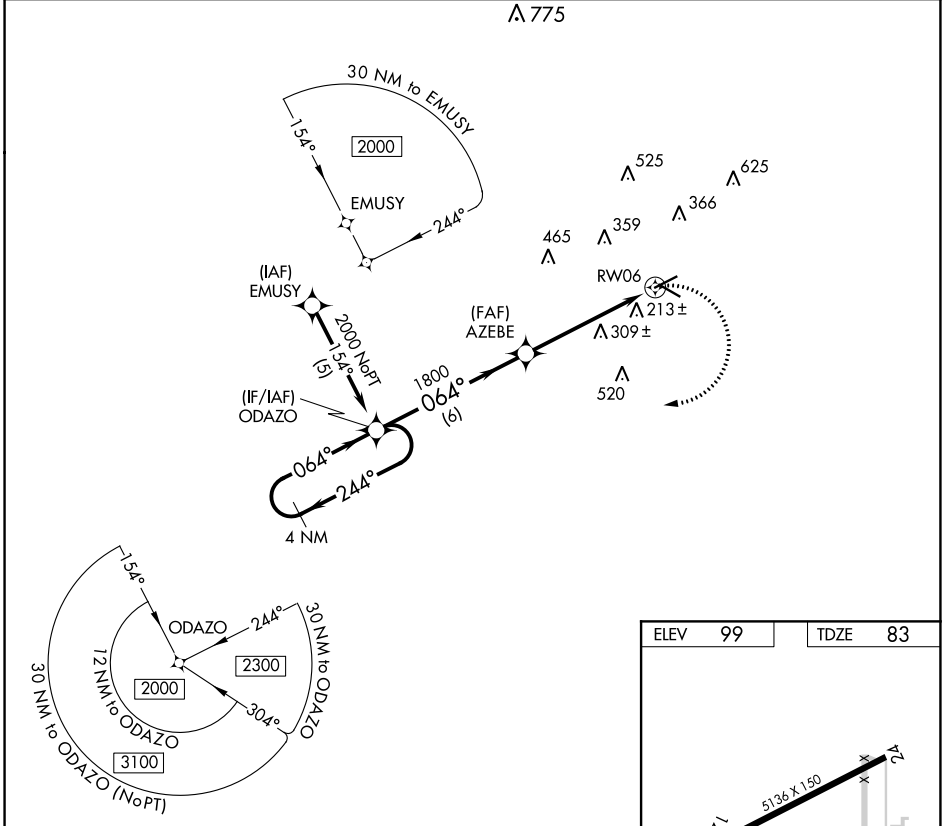 775
30 NM to EMUSY
154°
2000
EMUSY
244°
525
625
366
359
465
RW06
(IAF)
EMUSY
2000 NoPT
154°
(5)
(FAF)
AZEBE
213±
309±
520
1800
064°
(6)
(IF/IAF)
ODAZO
064°
244°
4 NM
154°
ODAZO
244°
30 NM to ODAZO
2300
2000
12 NM to ODAZO
304°
3100
30 NM to ODAZO (NoPT)
ELEV 99
TDZE 83
24
X
X
5136 X 150